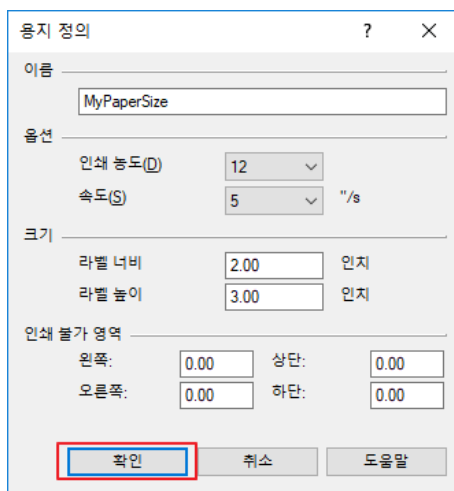 용지 정의 ?
이름
MyPaperSize
옵션
인쇄 농도(D) 12
속도(S) 5 "/s
크기
라벨 너비 2.00 인치
라벨 높이 3.00 인치
인쇄 불가 영역
왼쪽: 0.00 상단: 0.00
오른쪽: 0.00 하단: 0.00
확인 취소 도움말